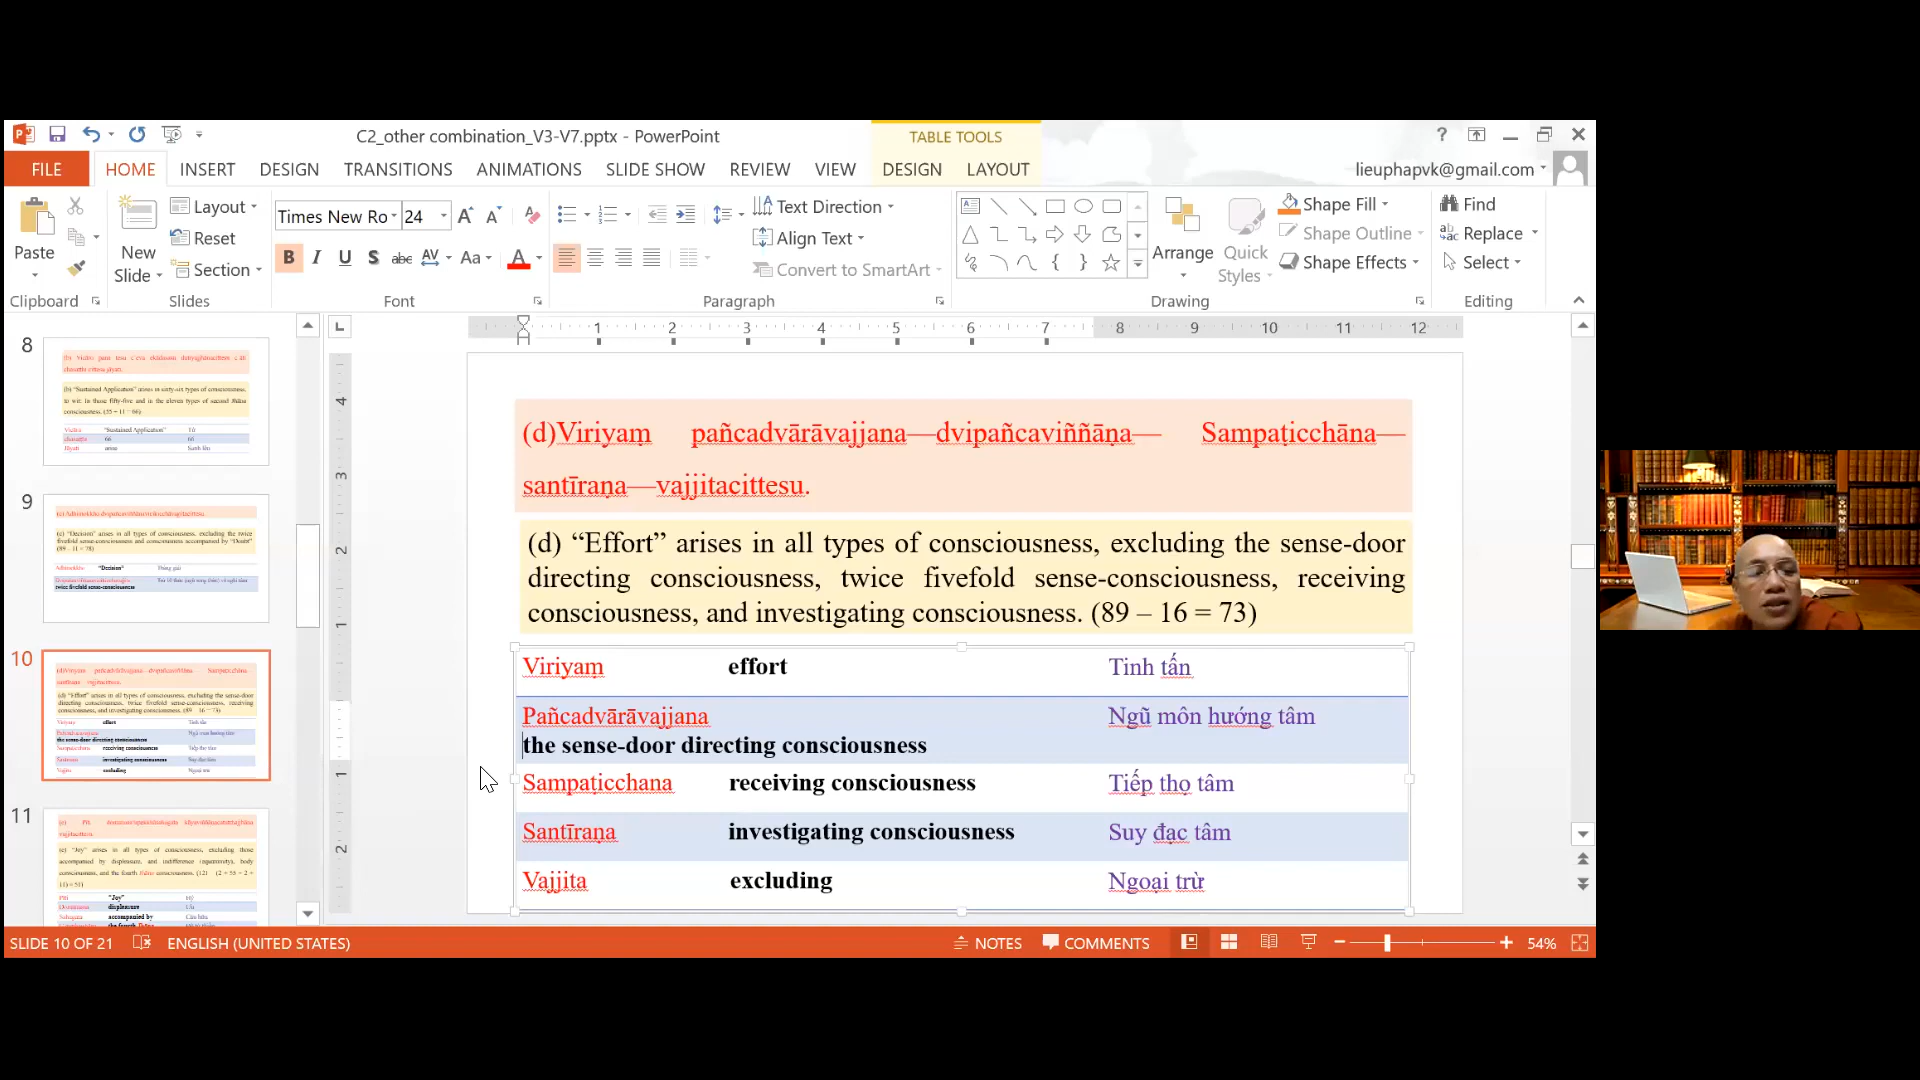 C2_other combination_V3-V7.pptx - PowerPoint
TABLE TOOLS
FILE HOME INSERT DESIGN TRANSITIONS ANIMATIONS SLIDE SHOW REVIEW VIEW DESIGN LAYOUT
lieuphapvk@gmail.com
Paste
New Slide
Layout
Reset
Section
Times New Ro 24
Text Direction
Align Text
Convert to SmartArt
Arrange
Quick Styles
Shape Fill
Shape Outline
Shape Effects
Find
Replace
Select
Clipboard Slides Font Paragraph Drawing Editing
8
9
10
11
(d)Viriyaṃ pañcadvārāvajjana—dvipañcaviññāṇa— Sampaṭicchāna—
santīraṇa—vajjitacittesu.
(d) “Effort” arises in all types of consciousness, excluding the sense-door
directing consciousness, twice fivefold sense-consciousness, receiving
consciousness, and investigating consciousness. (89 – 16 = 73)
Viriyaṃ effort Tinh tấn
Pañcadvārāvajjana Ngũ môn hướng tâm
the sense-door directing consciousness
Sampaṭicchana receiving consciousness Tiếp thọ tâm
Santīraṇa investigating consciousness Suy đạc tâm
Vajjita excluding Ngoại trừ
SLIDE 10 OF 21 ENGLISH (UNITED STATES) NOTES COMMENTS 54%